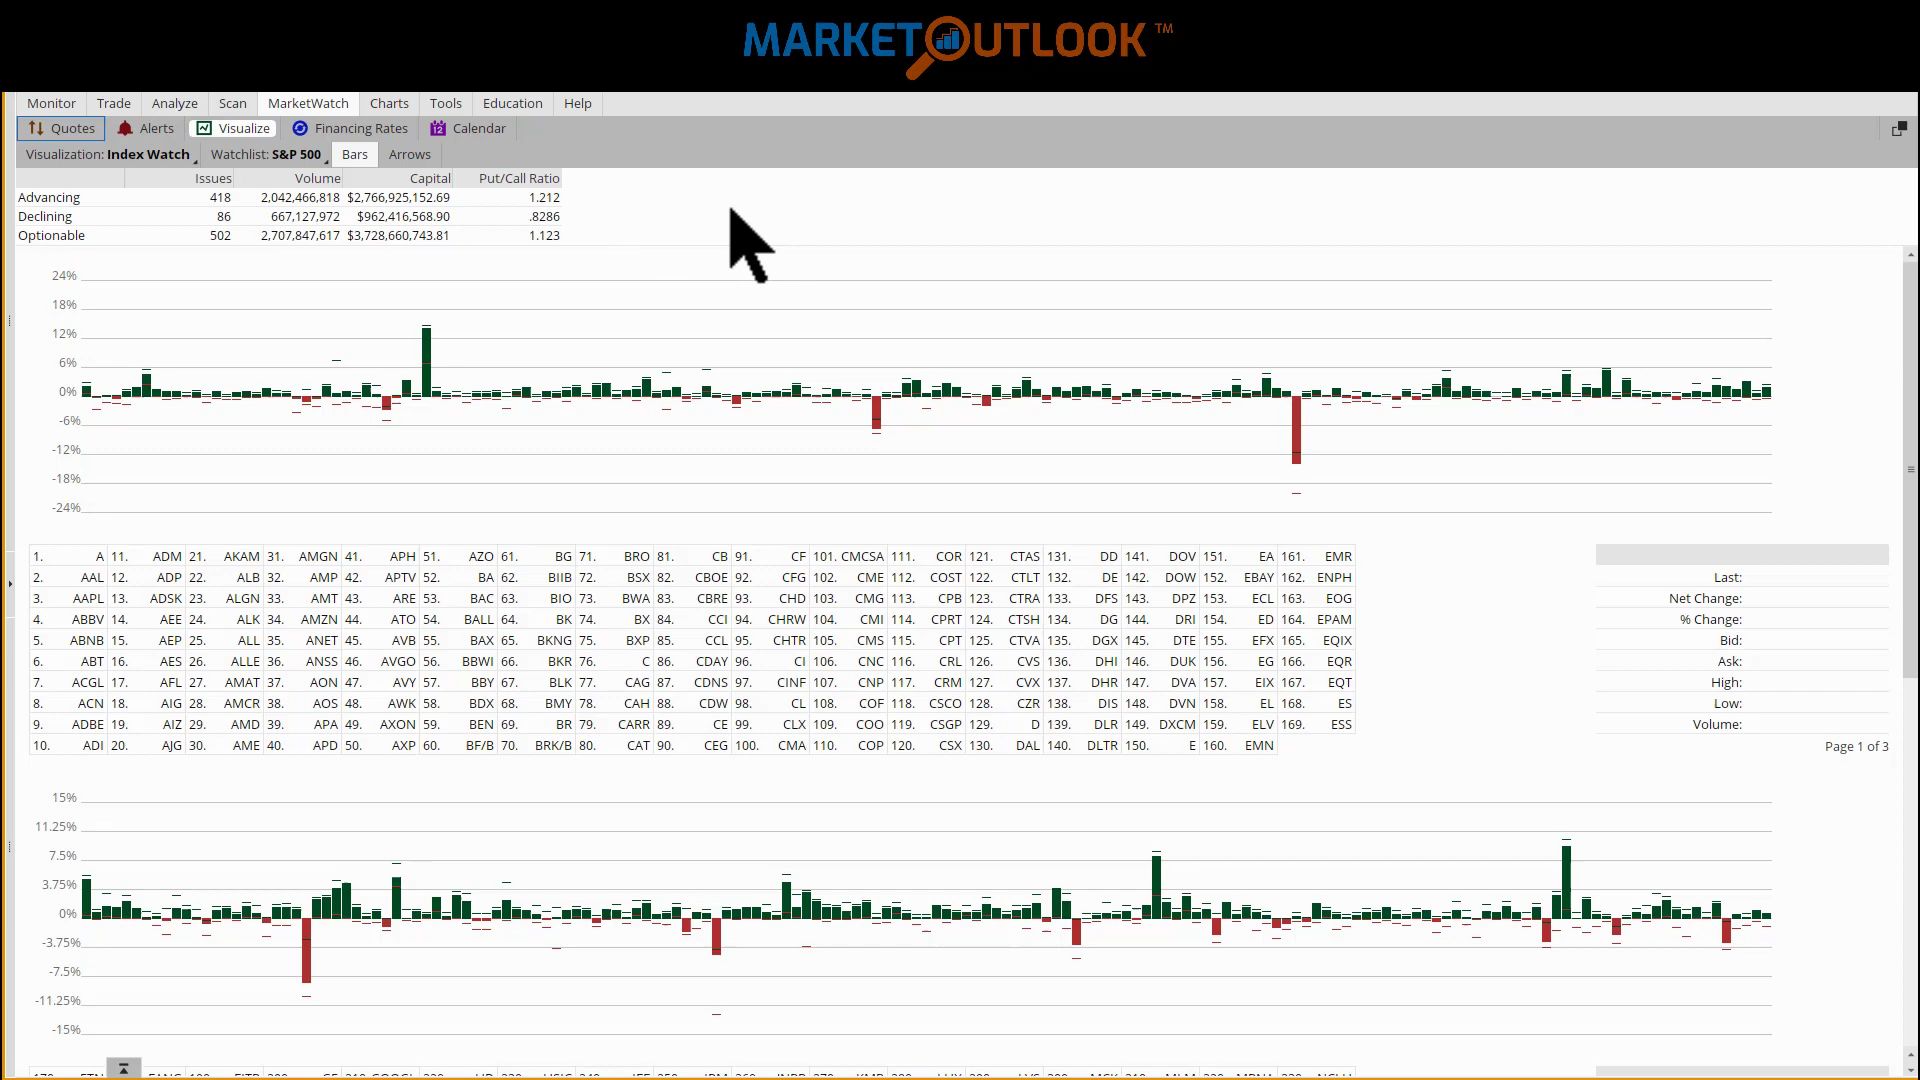 MARKETOUTLOOK™
Monitor Trade Analyze Scan MarketWatch Charts Tools Education Help
Quotes Alerts Visualize Financing Rates 12 Calendar
Visualization: Index Watch Watchlist: S&P 500 Bars Arrows
Issues Volume Capital Put/Call Ratio
Advancing 418 2,042,466,818 $2,766,925,152.69 1.212
Declining 86 667,127,972 $962,416,568.90 .8286
Optionable 502 2,707,847,617 $3,728,660,743.81 1.123
24%
18%
12%
6%
0%
-6%
-12%
-18%
-24%
1. A 11. ADM 21. AKAM 31. AMGN 41. APH 51. AZO 61. BG 71. BRO 81. CB 91. CF 101. CMCSA 111. COR 121. CTAS 131. DD 141. DOV 151. EA 161. EMR
2. AAL 12. ADP 22. ALB 32. AMP 42. APTV 52. BA 62. BIIB 72. BSX 82. CBOE 92. CFG 102. CME 112. COST 122. CTLT 132. DE 142. DOW 152. EBAY 162. ENPH
Last:
3. AAPL 13. ADSK 23. ALGN 33. AMT 43. ARE 53. BAC 63. BIO 73. BWA 83. CBRE 93. CHD 103. CMG 113. CPB 123. CTRA 133. DFS 143. DPZ 153. ECL 163. EOG
Net Change:
4. ABBV 14. AEE 24. ALK 34. AMZN 44. ATO 54. BALL 64. BK 74. BX 84. CCI 94. CHRW 104. CMI 114. CPRT 124. CTSH 134. DG 144. DRI 154. ED 164. EPAM
% Change:
5. ABNB 15. AEP 25. ALL 35. ANET 45. AVB 55. BAX 65. BKNG 75. BXP 85. CCL 95. CHTR 105. CMS 115. CPT 125. CTVA 135. DGX 145. DTE 155. EFX 165. EQIX
Bid:
6. ABT 16. AES 26. ALLE 36. ANSS 46. AVGO 56. BBWI 66. BKR 76. C 86. CDAY 96. CI 106. CNC 116. CRL 126. CVS 136. DHI 146. DUK 156. EG 166. EQR
Ask:
7. ACGL 17. AFL 27. AMAT 37. AON 47. AVY 57. BBY 67. BLK 77. CAG 87. CDNS 97. CINF 107. CNP 117. CRM 127. CVX 137. DHR 147. DVA 157. EIX 167. EQT
High:
8. ACN 18. AIG 28. AMCR 38. AOS 48. AWK 58. BDX 68. BMY 78. CAH 88. CDW 98. CL 108. COF 118. CSCO 128. CZR 138. DIS 148. DVN 158. EL 168. ES
Low:
9. ADBE 19. AIZ 29. AMD 39. APA 49. AXON 59. BEN 69. BR 79. CARR 89. CE 99. CLX 109. COO 119. CSGP 129. D 139. DLR 149. DXCM 159. ELV 169. ESS
Volume:
10. ADI 20. AJG 30. AME 40. APD 50. AXP 60. BF/B 70. BRK/B 80. CAT 90. CEG 100. CMA 110. COP 120. CSX 130. DAL 140. DLTR 150. E 160. EMN
Page 1 of 3
15%
11.25%
7.5%
3.75%
0%
-3.75%
-7.5%
-11.25%
-15%